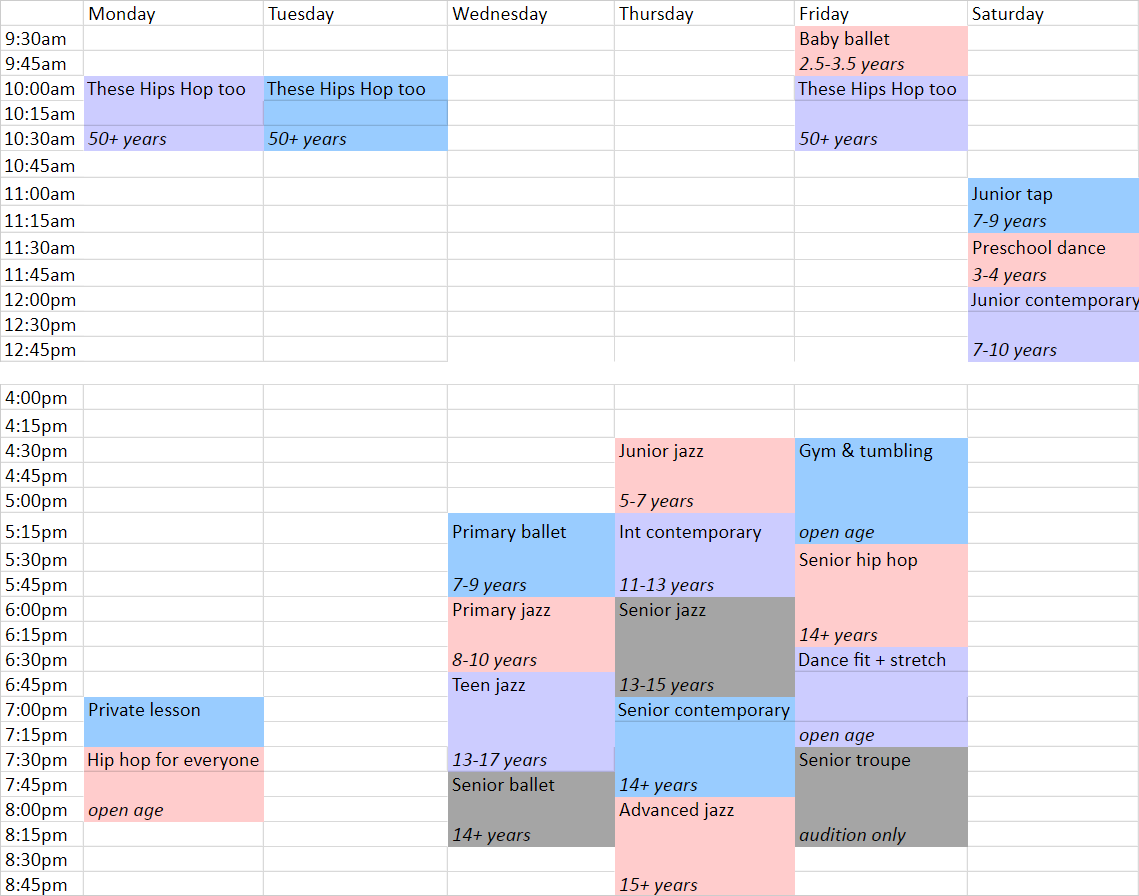 Monday Tuesday Wednesday Thursday Friday Saturday
9:30am Baby ballet
9:45am 2.5-3.5 years
10:00am These Hips Hop too These Hips Hop too These Hips Hop too
10:15am
10:30am 50+ years 50+ years 50+ years
10:45am
11:00am Junior tap
11:15am 7-9 years
11:30am Preschool dance
11:45am 3-4 years
12:00pm Junior contemporary
12:30pm
12:45pm 7-10 years
4:00pm
4:15pm
4:30pm Junior jazz Gym & tumbling
4:45pm
5:00pm 5-7 years
5:15pm Primary ballet Int contemporary open age
5:30pm Senior hip hop
5:45pm 7-9 years 11-13 years
6:00pm Primary jazz Senior jazz
6:15pm 14+ years
6:30pm 8-10 years Dance fit + stretch
6:45pm Teen jazz 13-15 years
7:00pm Private lesson Senior contemporary
7:15pm open age
7:30pm Hip hop for everyone 13-17 years Senior troupe
7:45pm Senior ballet 14+ years
8:00pm open age Advanced jazz
8:15pm 14+ years audition only
8:30pm
8:45pm 15+ years